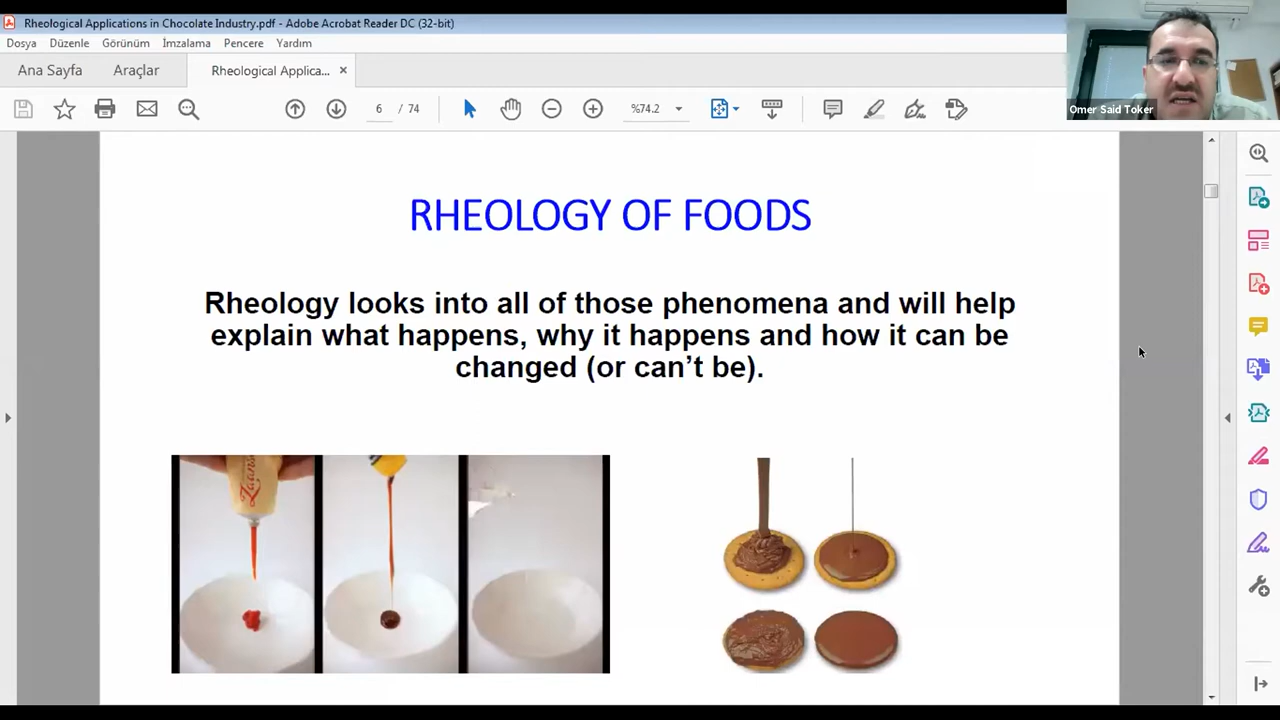 Rheological Applications in Chocolate Industry.pdf - Adobe Acrobat Reader DC (32-bit)
Dosya Düzenle Görünüm İmzalama Pencere Yardım
Ana Sayfa Araçlar Rheological Applica... ×
6 / 74 %74.2
Omer Said Toker
RHEOLOGY OF FOODS
Rheology looks into all of those phenomena and will help
explain what happens, why it happens and how it can be
changed (or can't be).